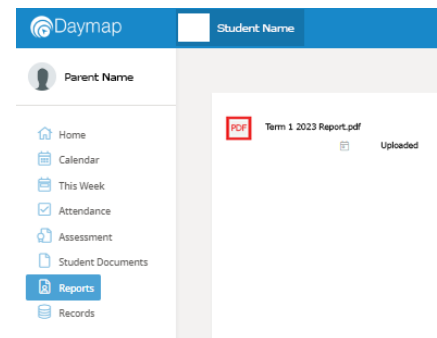 Daymap
Student Name
Parent Name
Home
Calendar
This Week
Attendance
Assessment
Student Documents
Reports
Records
PDF
Term 1 2023 Report.pdf
Uploaded